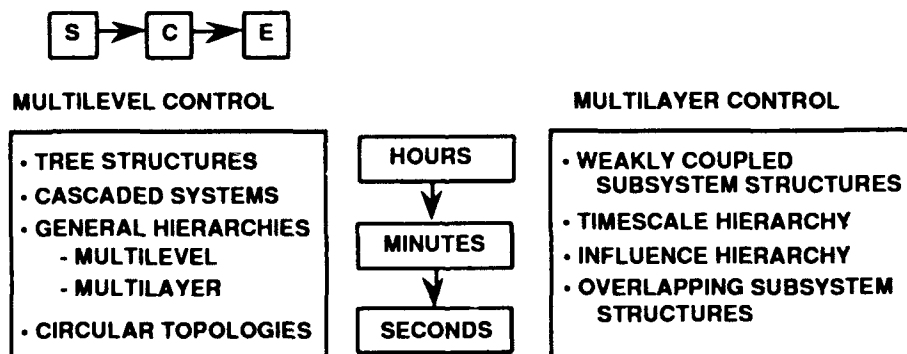 S C E
MULTILEVEL CONTROL
• TREE STRUCTURES
• CASCADED SYSTEMS
• GENERAL HIERARCHIES
- MULTILEVEL
- MULTILAYER
• CIRCULAR TOPOLOGIES
HOURS
MINUTES
SECONDS
MULTILAYER CONTROL
• WEAKLY COUPLED
SUBSYSTEM STRUCTURES
• TIMESCALE HIERARCHY
• INFLUENCE HIERARCHY
• OVERLAPPING SUBSYSTEM
STRUCTURES